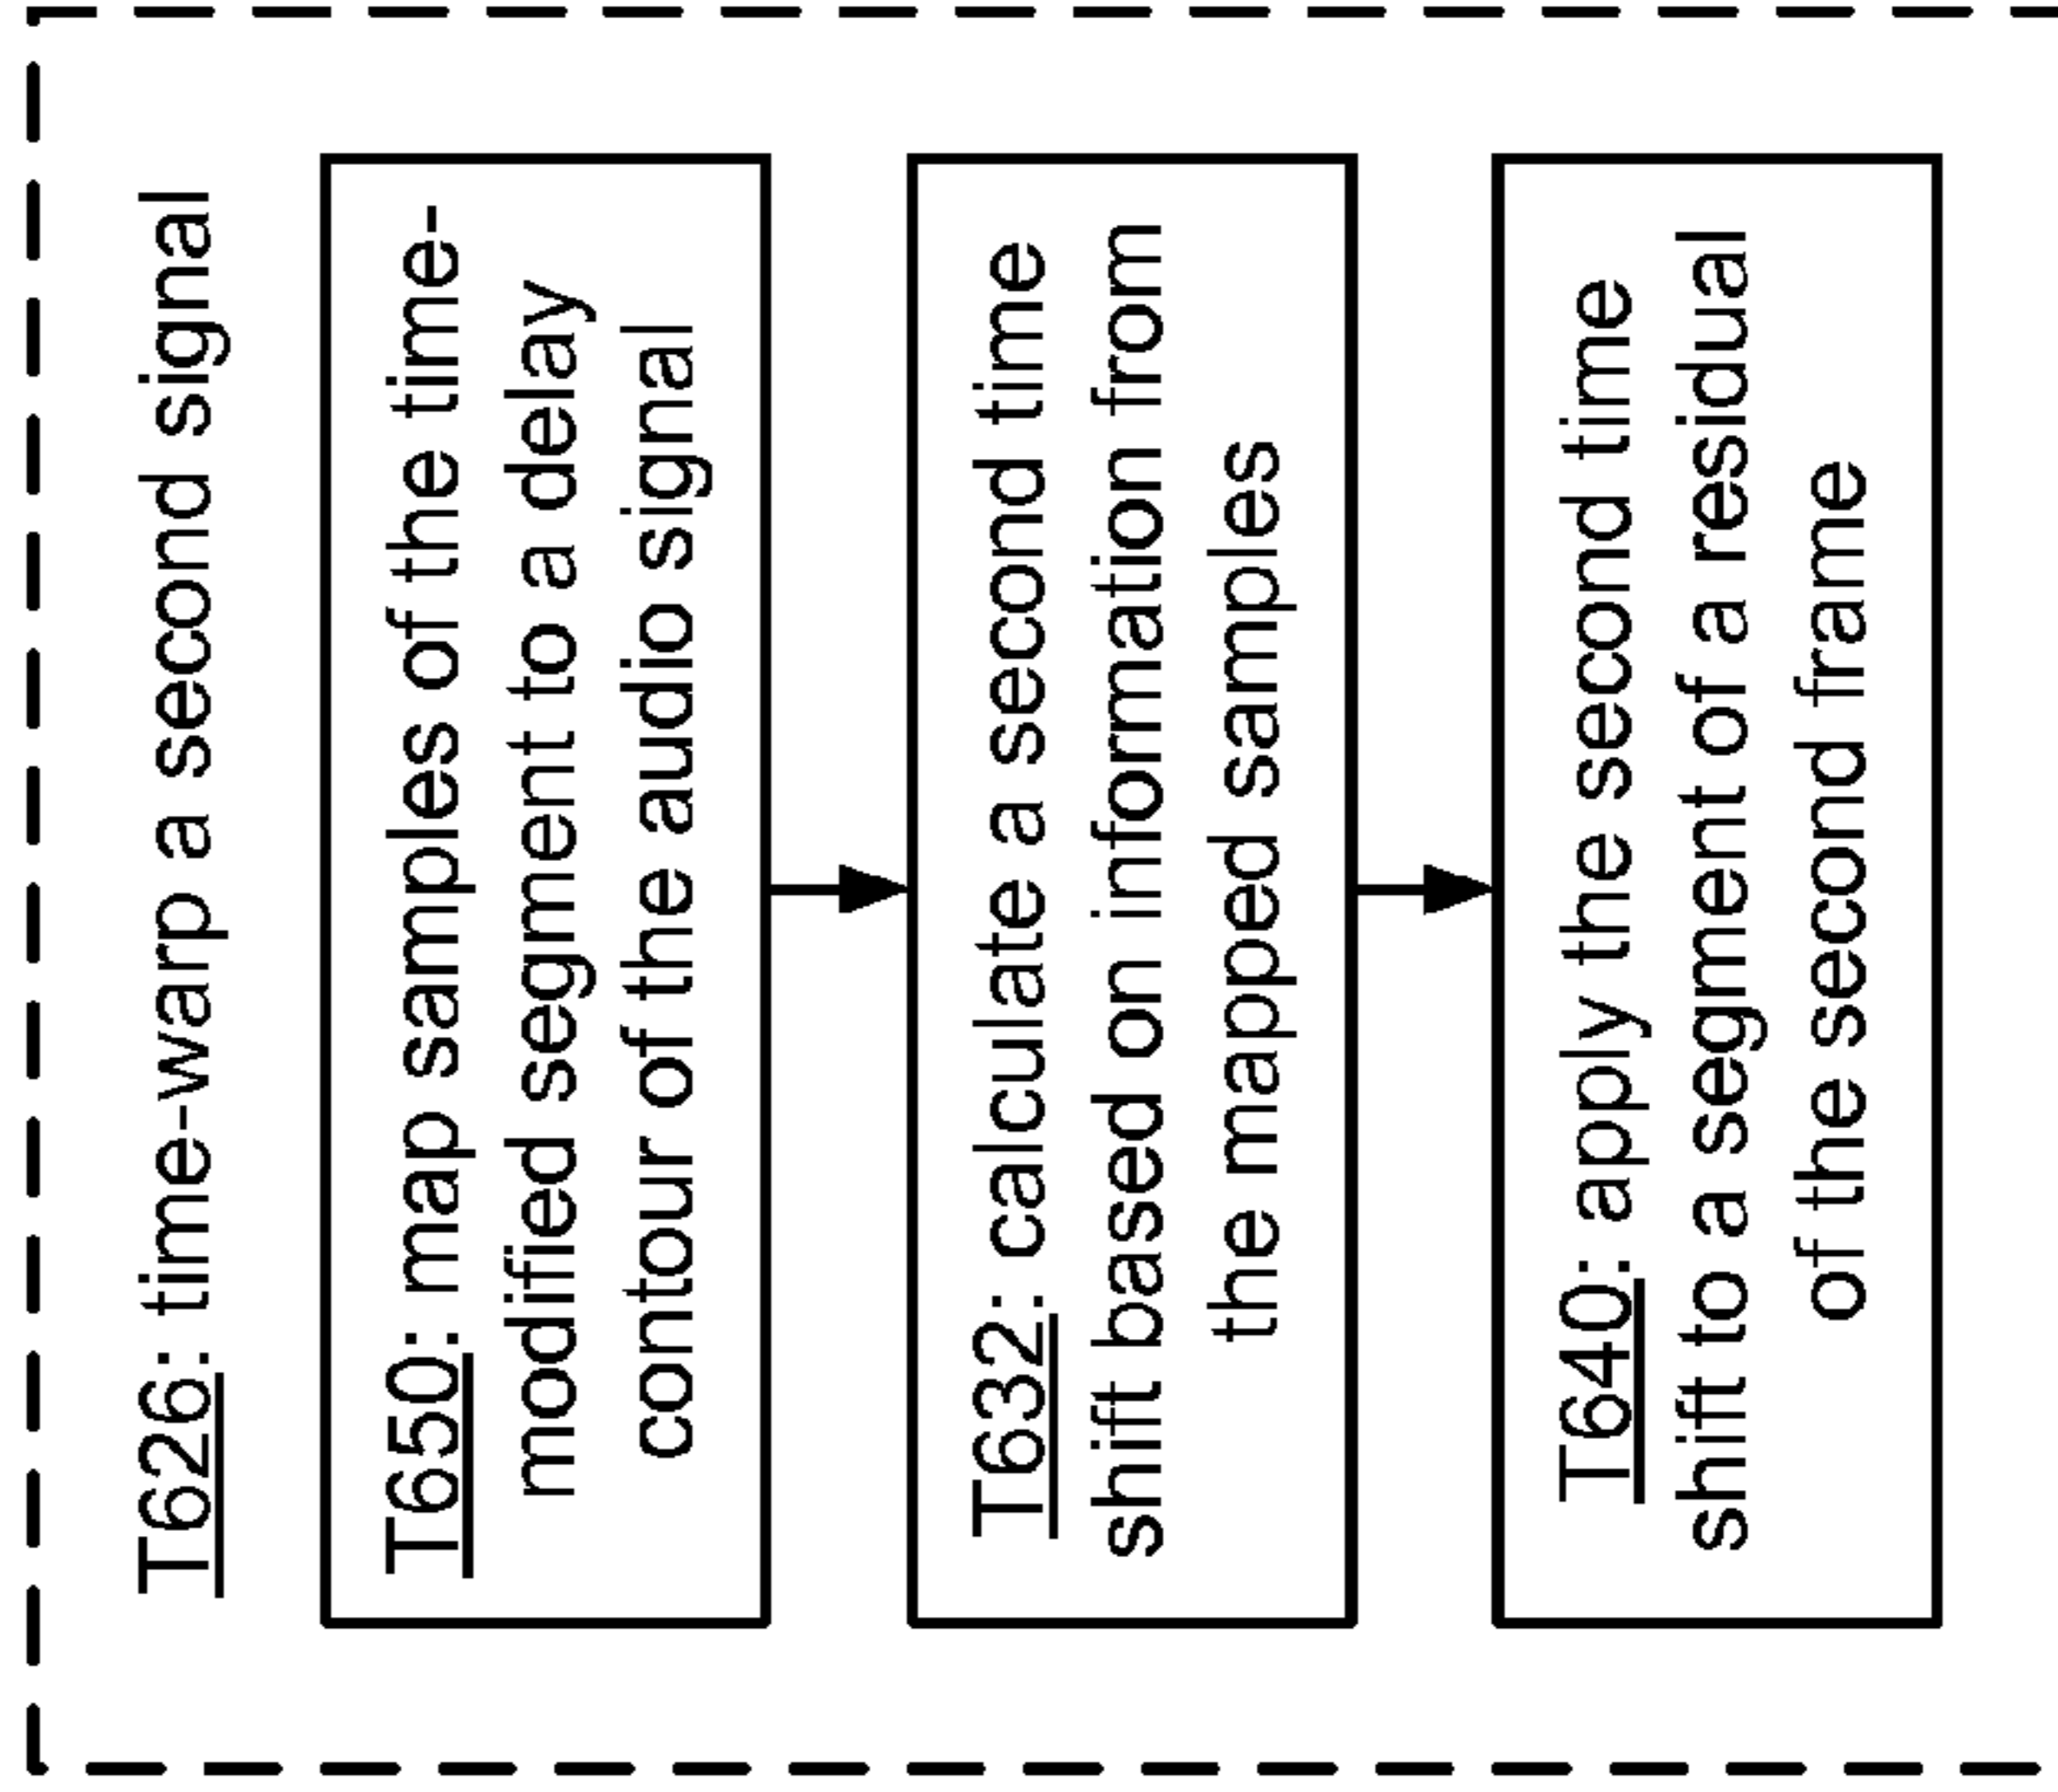 T626: time-warp a second signal
T650: map samples of the time-
modified segment to a delay
contour of the audio signal
T632: calculate a second time
shift based on information from
the mapped samples
T640: apply the second time
shift to a segment of a residual
of the second frame